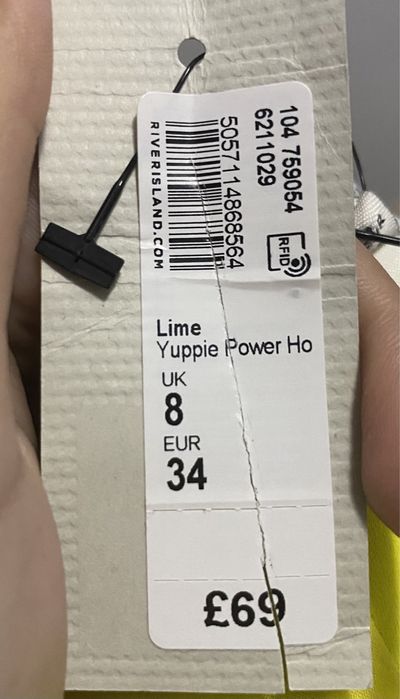 104 759054
6211029
5057114868564
RIVERISLAND.COM
RFID
Lime
Yuppie Power Ho
UK
8
EUR
34
£69